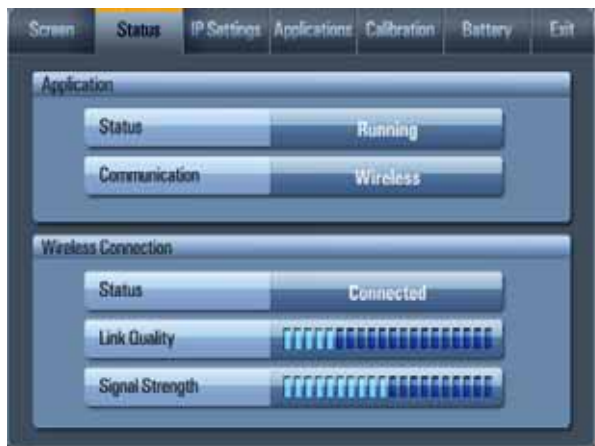 Screen Status IP Settings Applications Calibration Battery Exit
Application
Status Running
Communication Wireless
Wireless Connection
Status Connected
Link Quality
Signal Strength